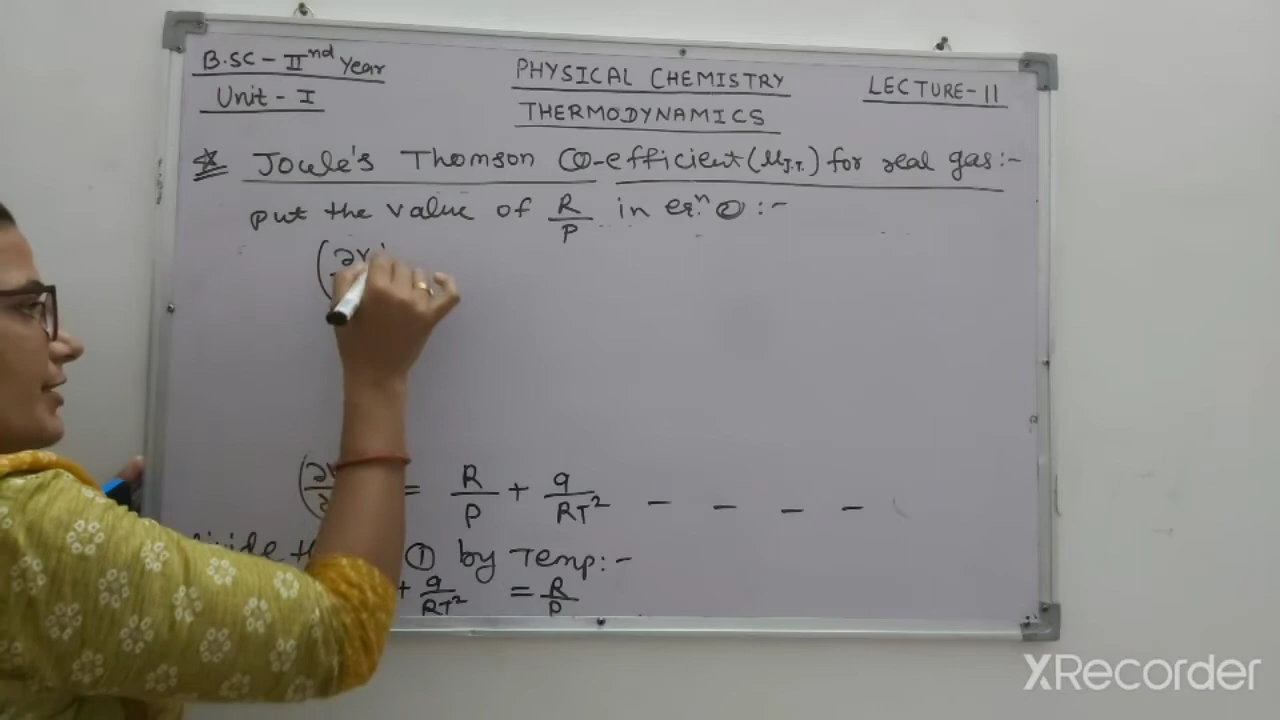 B.SC - IInd Year
Unit - I
PHYSICAL CHEMISTRY
THERMODYNAMICS
LECTURE - 11
Joule's Thomson Co-efficient (μJ.T.) for real gas:-
put the value of R/P in eqn ② :-
(∂V
(∂V = R/P + a/RT² - - - -
① by Temp:-
+ a/RT² = R/P
XRecorder